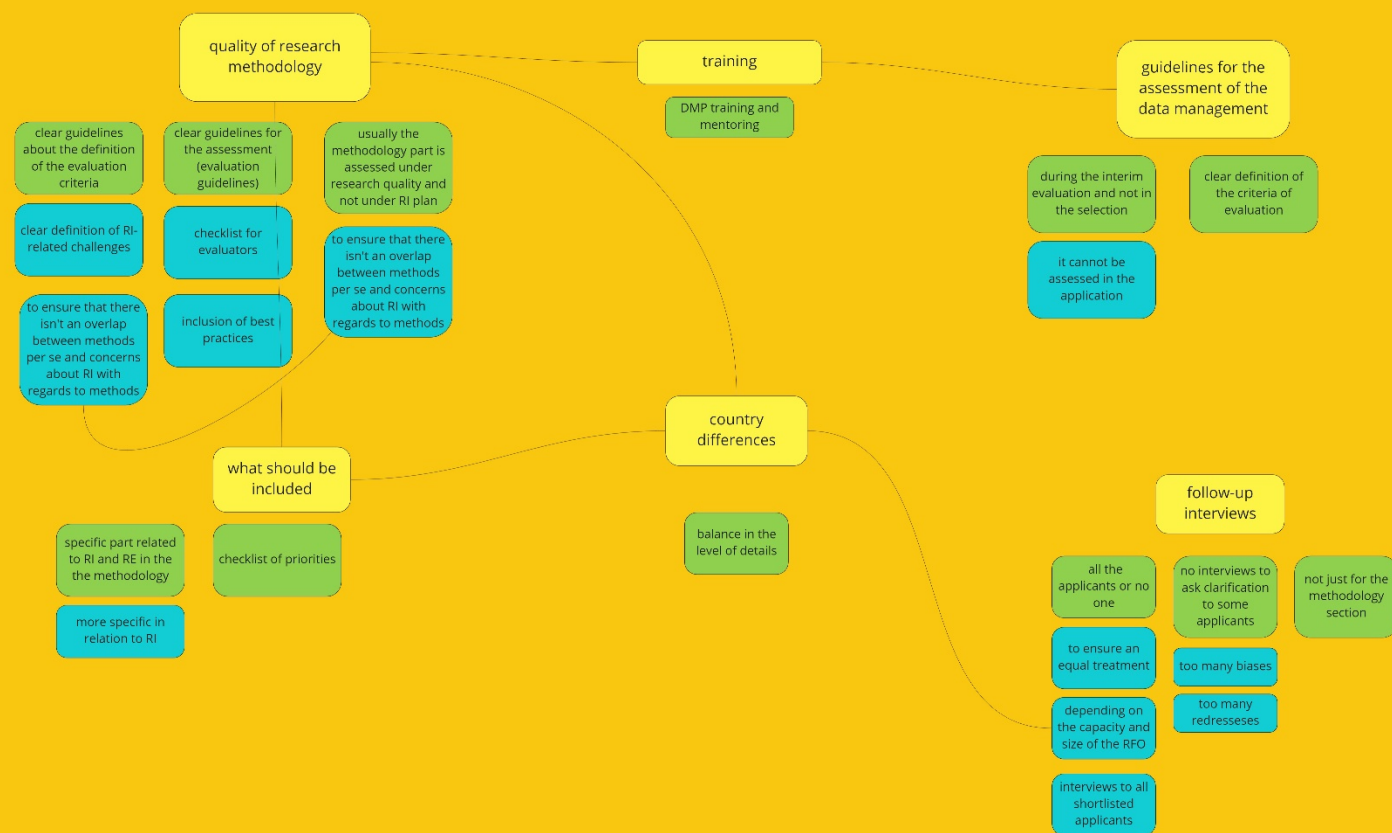 quality of research
methodology
training
guidelines for the
assessment of the
data management
DMP training and
mentoring
clear guidelines
about the definition
of the evaluation
criteria
clear guidelines for
the assessment
(evaluation
guidelines)
usually the
methodology part is
assessed under
research quality and
not under RI plan
during the interim
evaluation and not in
the selection
clear definition of
the criteria of
evaluation
clear definition of RI-
related challenges
checklist for
evaluators
to ensure that there
isn't an overlap
between methods
per se and concerns
about RI with
regards to methods
it cannot be
assessed in the
application
to ensure that there
isn't an overlap
between methods
per se and concerns
about RI with
regards to methods
inclusion of best
practices
country
differences
what should be
included
follow-up
interviews
specific part related
to RI and RE in the
the methodology
checklist of priorities
balance in the
level of details
more specific in
relation to RI
all the
applicants or no
one
no interviews to
ask clarification
to some
applicants
not just for the
methodology
section
to ensure an
equal treatment
too many biases
depending on
the capacity and
size of the RFO
too many
redresseses
interviews to all
shortlisted
applicants